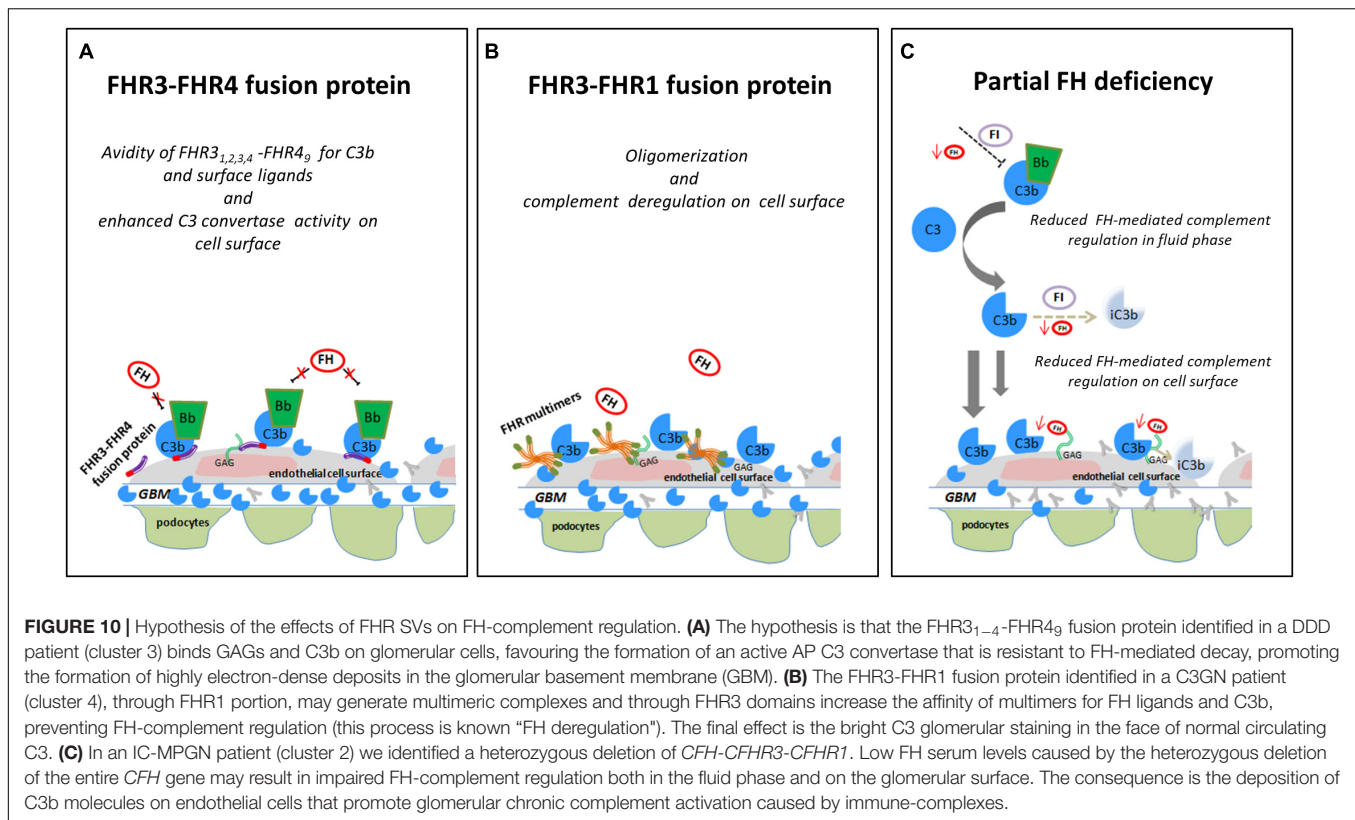 A
FHR3-FHR4 fusion protein
Avidity of FHR3₁,₂,₃,₄ -FHR4₉ for C3b
and surface ligands
and
enhanced C3 convertase activity on
cell surface
FH
FH
Bb
Bb
Bb
C3b
C3b
C3b
FHR3-FHR4
fusion protein
GAG
endothelial cell surface
GBM
podocytes
B
FHR3-FHR1 fusion protein
Oligomerization
and
complement deregulation on cell surface
FH
FH
FHR multimers
C3b
C3b
C3b
GAG
GAG
endothelial cell surface
GBM
podocytes
C
Partial FH deficiency
FI
FH
Bb
C3b
C3
Reduced FH-mediated complement
regulation in fluid phase
FI
C3b
iC3b
FH
Reduced FH-mediated complement
regulation on cell surface
FH
FH
C3b
C3b
C3b
GAG
GAG
iC3b
endothelial cell surface
GBM
podocytes
FIGURE 10 | Hypothesis of the effects of FHR SVs on FH-complement regulation. (A) The hypothesis is that the FHR3₁₋₄-FHR4₉ fusion protein identified in a DDD
patient (cluster 3) binds GAGs and C3b on glomerular cells, favouring the formation of an active AP C3 convertase that is resistant to FH-mediated decay, promoting
the formation of highly electron-dense deposits in the glomerular basement membrane (GBM). (B) The FHR3-FHR1 fusion protein identified in a C3GN patient
(cluster 4), through FHR1 portion, may generate multimeric complexes and through FHR3 domains increase the affinity of multimers for FH ligands and C3b,
preventing FH-complement regulation (this process is known “FH deregulation"). The final effect is the bright C3 glomerular staining in the face of normal circulating
C3. (C) In an IC-MPGN patient (cluster 2) we identified a heterozygous deletion of CFH-CFHR3-CFHR1. Low FH serum levels caused by the heterozygous deletion
of the entire CFH gene may result in impaired FH-complement regulation both in the fluid phase and on the glomerular surface. The consequence is the deposition of
C3b molecules on endothelial cells that promote glomerular chronic complement activation caused by immune-complexes.